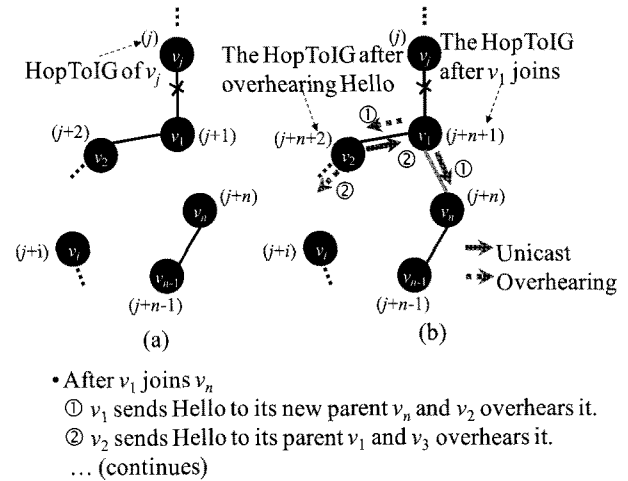 (j)
v_j
HopToIG of v_j
(j+2)
v_2
v_1
(j+1)
(j+n)
v_n
(j+i)
v_i
v_{n-1}
(j+n-1)
(a)
(j)
v_j
The HopToIG after
overhearing Hello
The HopToIG
after v_1 joins
①
(j+n+2)
v_2
②
v_1
(j+n+1)
①
②
(j+n)
v_n
(j+i)
v_i
v_{n-1}
(j+n-1)
Unicast
Overhearing
(b)
• After v_1 joins v_n
① v_1 sends Hello to its new parent v_n and v_2 overhears it.
② v_2 sends Hello to its parent v_1 and v_3 overhears it.
… (continues)